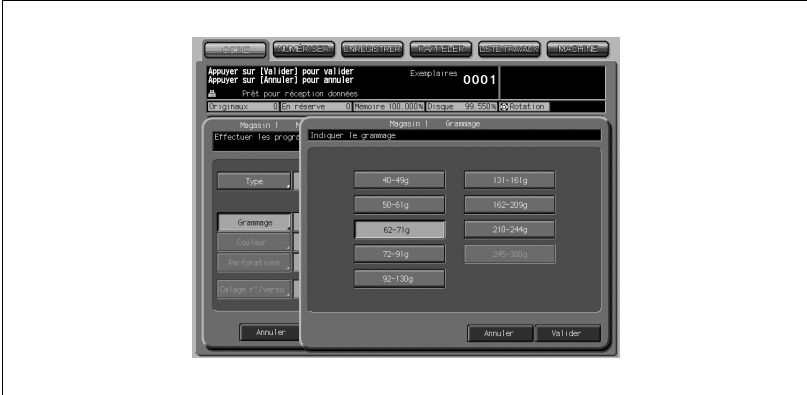 COPIE NUMÉRISER ENREGISTRER RAPPELER LISTE TRAVAUX MACHINE
Appuyer sur [Valider] pour valider
Appuyer sur [Annuler] pour annuler
Exemplaires 0001
Prêt pour réception données
Originaux 0 En réserve 0 Mémoire 100.000% Disque 99.550% Rotation
Magasin 1 M
Effectuer les progra
Type
Grammage
Couleur
Perforations
Calage r°/verso
Annuler
Magasin 1 Grammage
Indiquer le grammage
40-49g 131-161g
50-61g 162-209g
62-71g 210-244g
72-91g 245-300g
92-130g
Annuler Valider